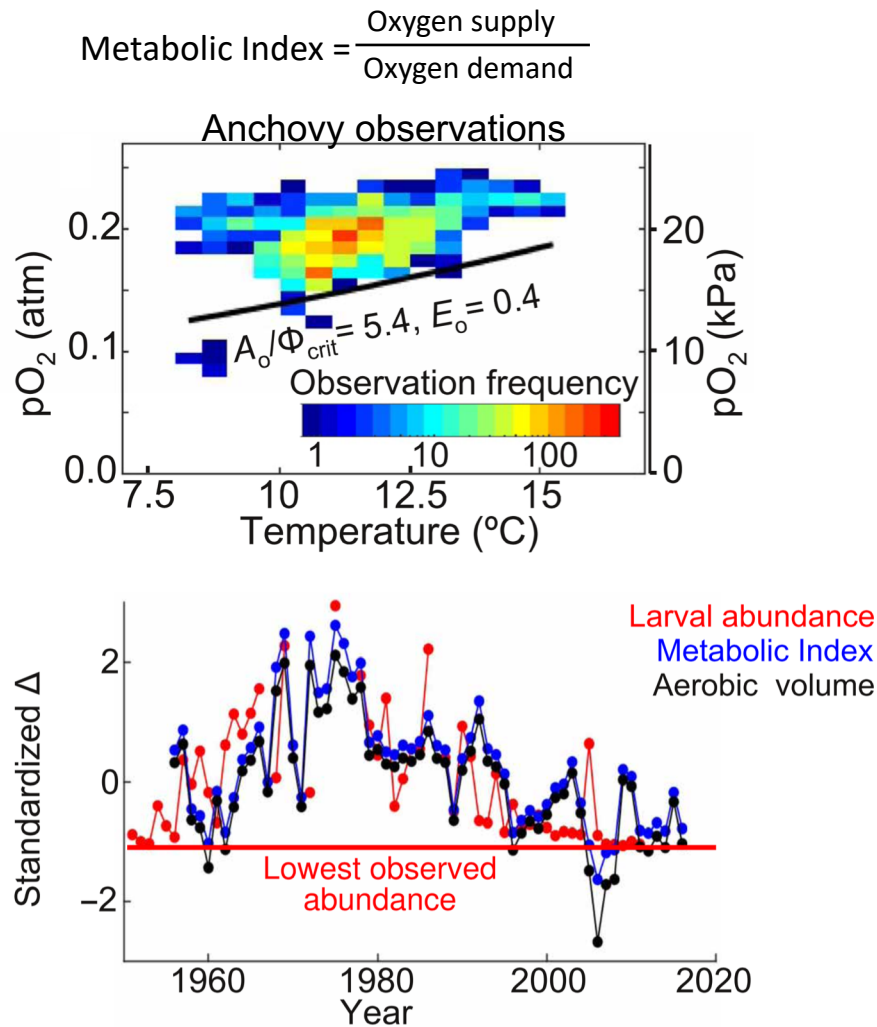 Metabolic Index = Oxygen supply
Oxygen demand
Anchovy observations
pO₂ (atm)
0.2
0.1
0.0
20
10
0
pO₂ (kPa)
Aₒ/Φcrit= 5.4, Eₒ= 0.4
Observation frequency
1 10 100
7.5 10 12.5 15
Temperature (ºC)
Standardized Δ
2
0
−2
Larval abundance
Metabolic Index
Aerobic volume
Lowest observed
abundance
1960 1980 2000 2020
Year